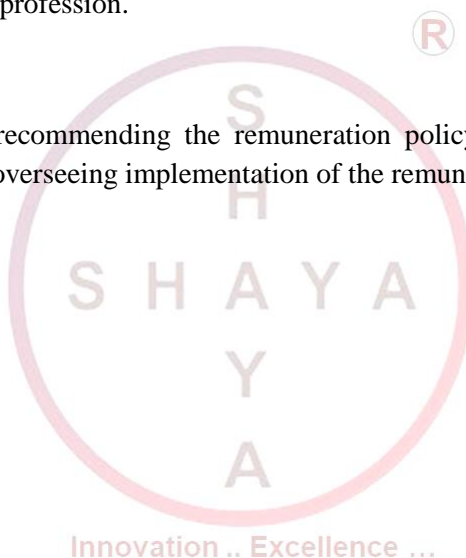 profession.
®
recommending the remuneration policy
overseeing implementation of the remun
S
H
S H A Y A
Y
A
Innovation .. Excellence ...